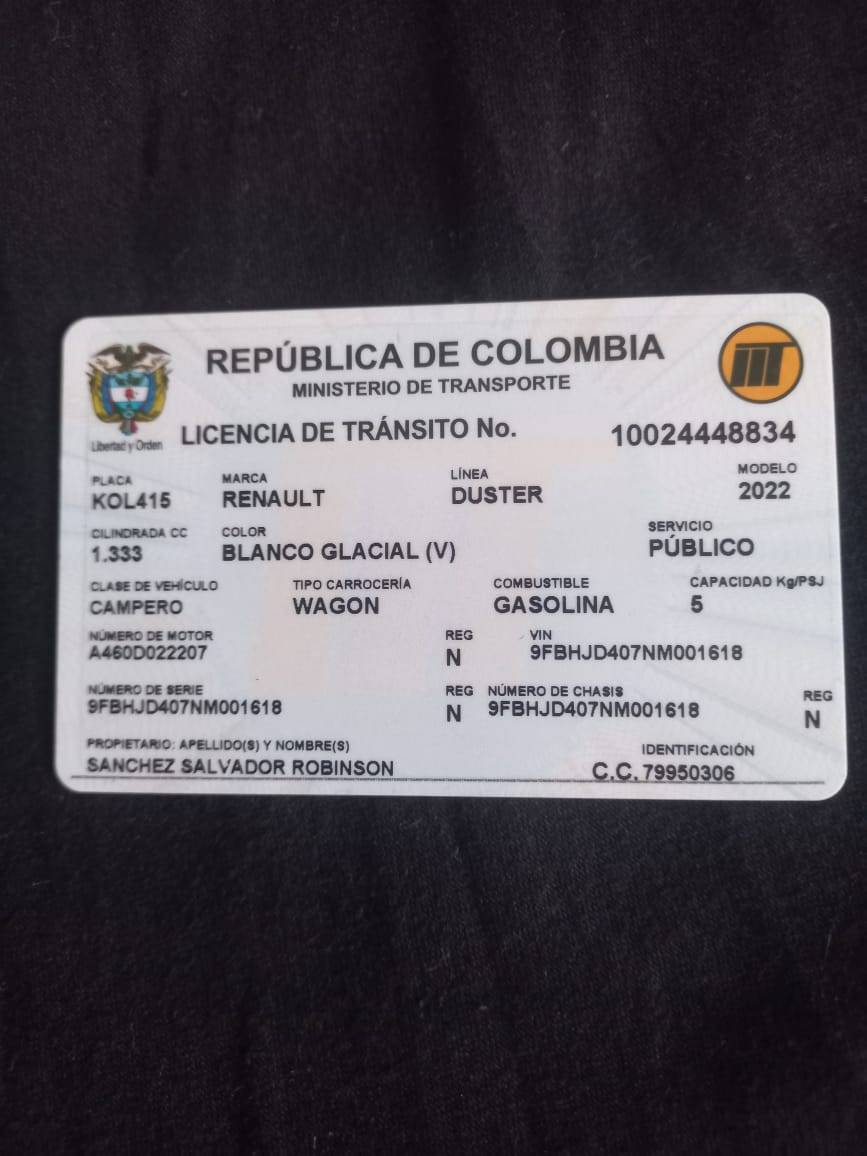 REPÚBLICA DE COLOMBIA
MINISTERIO DE TRANSPORTE
Libertad y Orden
LICENCIA DE TRÁNSITO No. 10024448834
PLACA MARCA LÍNEA MODELO
KOL415 RENAULT DUSTER 2022
CILINDRADA CC COLOR SERVICIO
1.333 BLANCO GLACIAL (V) PÚBLICO
CLASE DE VEHÍCULO TIPO CARROCERÍA COMBUSTIBLE CAPACIDAD Kg/PSJ
CAMPERO WAGON GASOLINA 5
NÚMERO DE MOTOR REG VIN
A460D022207 N 9FBHJD407NM001618
NÚMERO DE SERIE REG NÚMERO DE CHASIS REG
9FBHJD407NM001618 N 9FBHJD407NM001618 N
PROPIETARIO: APELLIDO(S) Y NOMBRE(S) IDENTIFICACIÓN
SANCHEZ SALVADOR ROBINSON C.C. 79950306